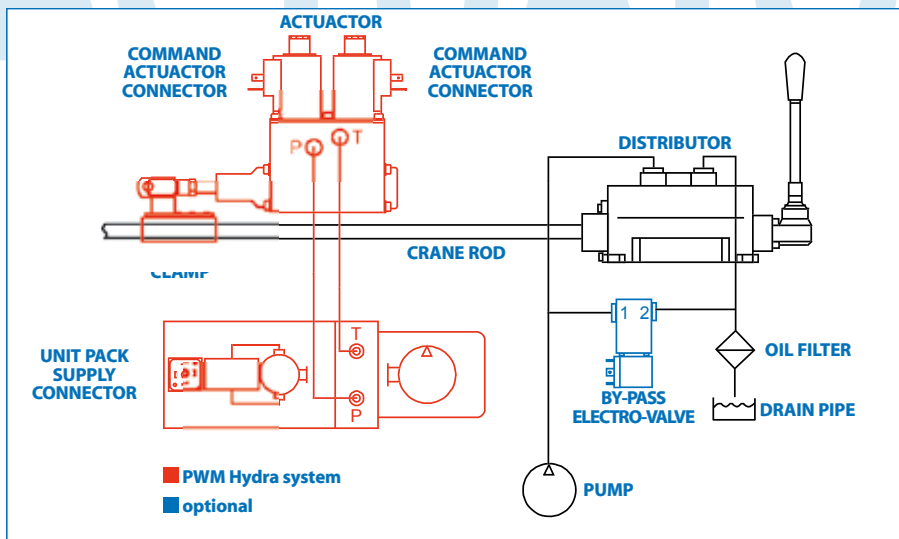 ACTUACTOR
COMMAND
ACTUACTOR
CONNECTOR
COMMAND
ACTUACTOR
CONNECTOR
P
T
DISTRIBUTOR
CRANE ROD
CLAMP
UNIT PACK
SUPPLY
CONNECTOR
T
P
1 2
BY-PASS
ELECTRO-VALVE
OIL FILTER
DRAIN PIPE
PUMP
PWM Hydra system
optional